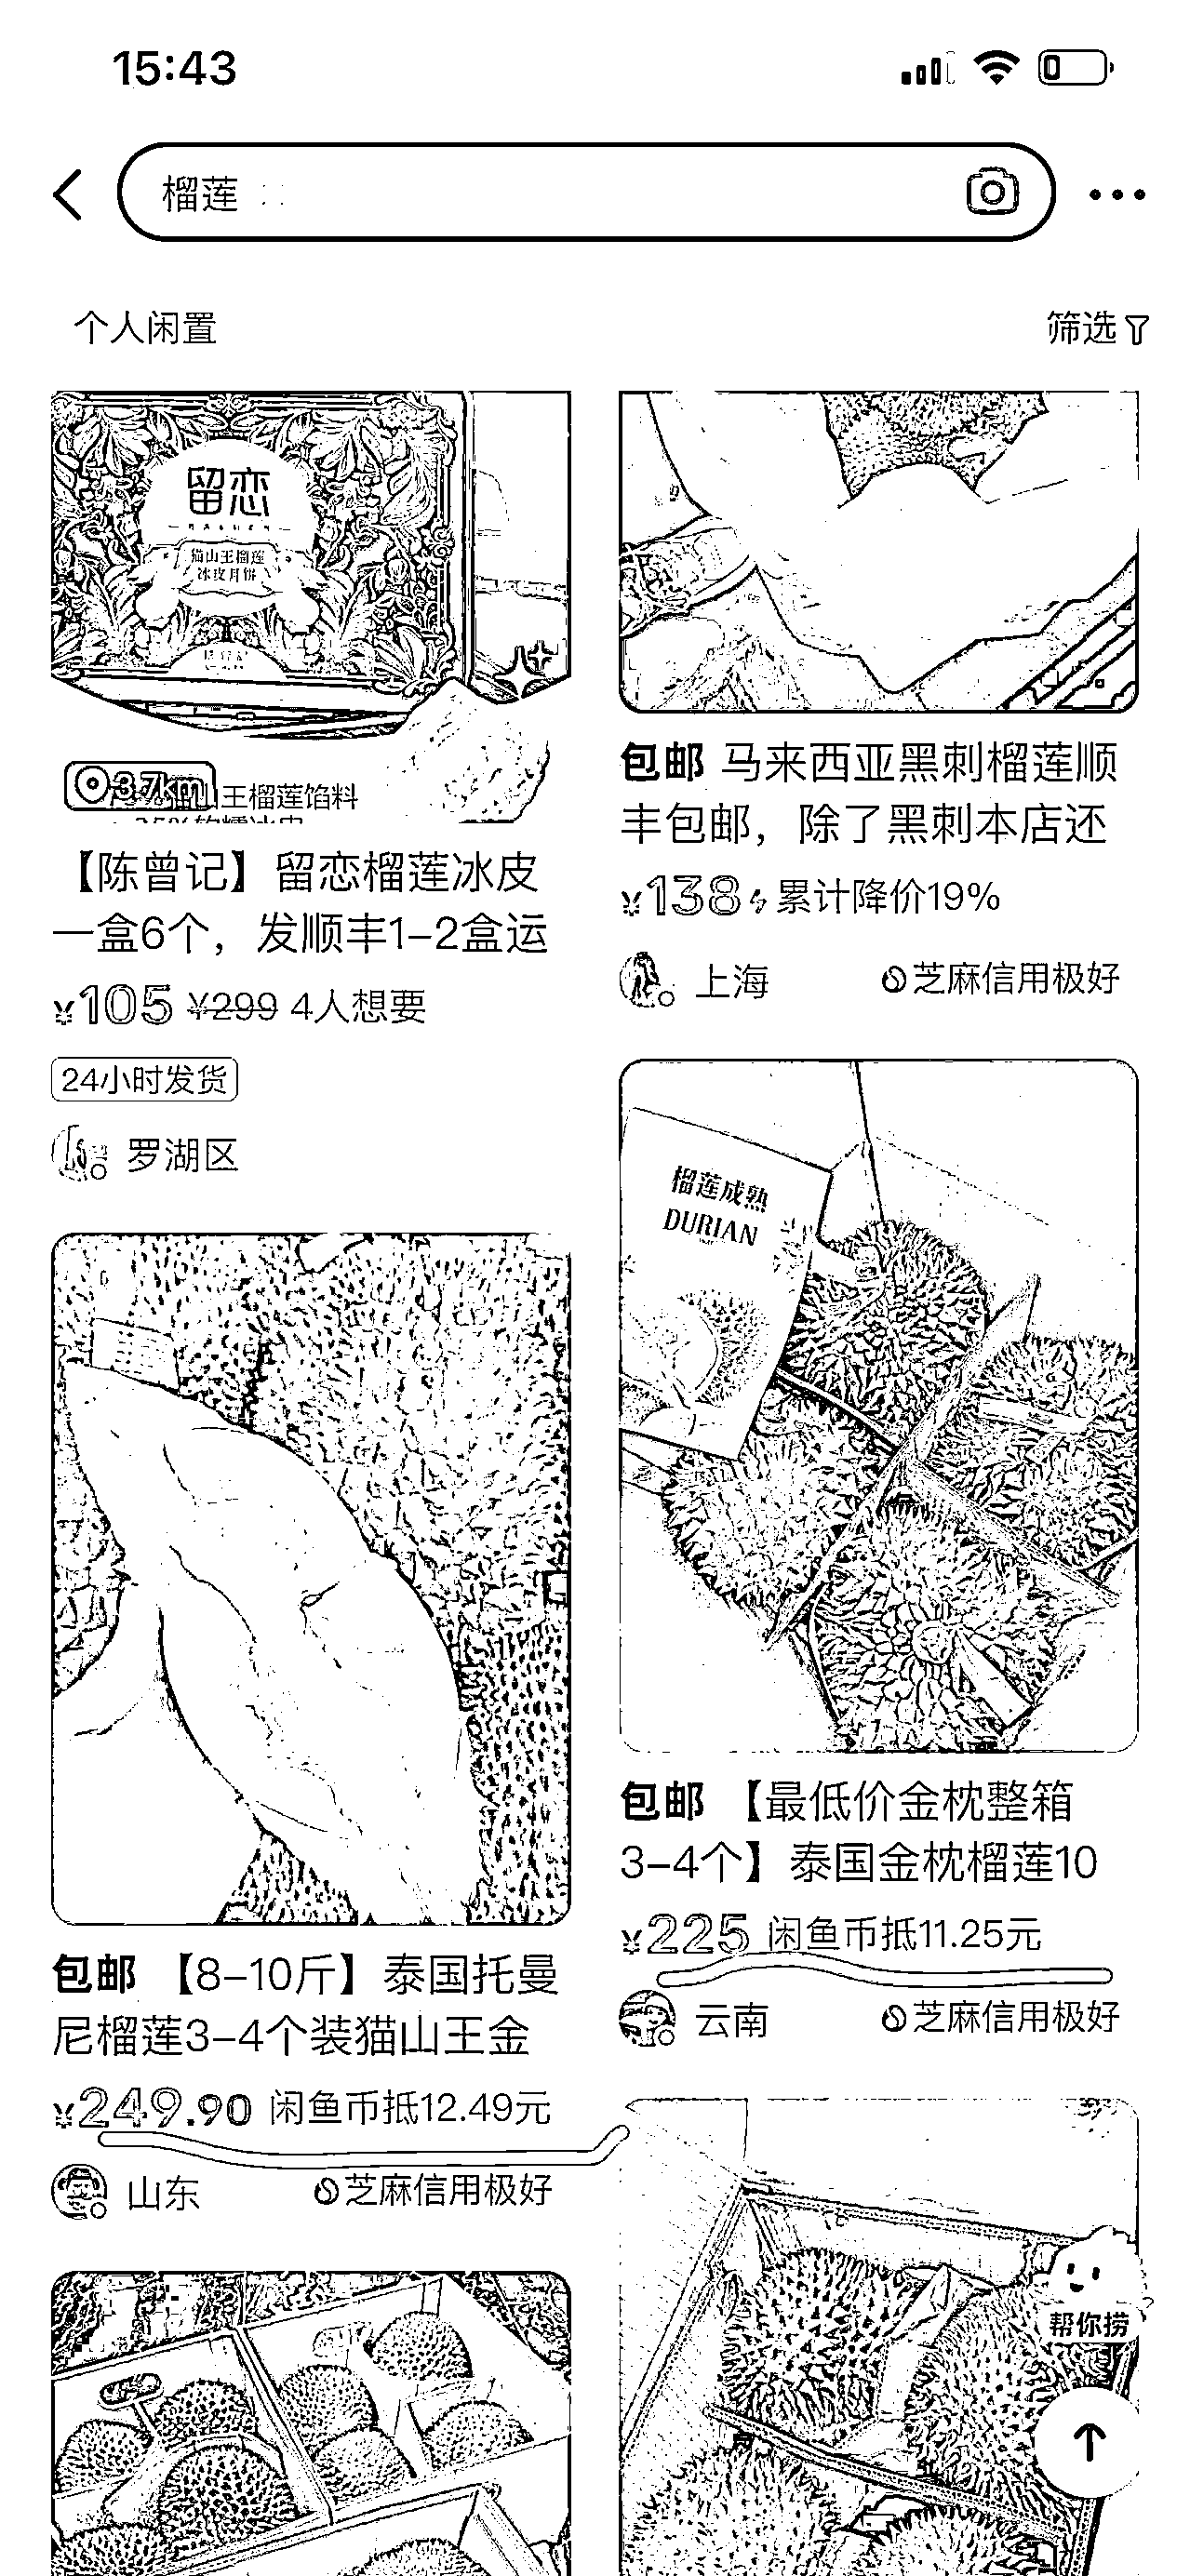 15:43
榴莲
个人闲置
筛选
留恋
猫山王榴莲
冰皮月饼
3.7km
王榴莲馅料
【陈曾记】留恋榴莲冰皮
一盒6个，发顺丰1-2盒运
¥105 ¥299 4人想要
24小时发货
罗湖区
包邮 【8-10斤】泰国托曼
尼榴莲3-4个装猫山王金
¥249.90 闲鱼币抵12.49元
山东 芝麻信用极好
包邮 马来西亚黑刺榴莲顺
丰包邮，除了黑刺本店还
¥138 累计降价19%
上海 芝麻信用极好
榴莲成熟
DURIAN
包邮 【最低价金枕整箱
3-4个】泰国金枕榴莲10
¥225 闲鱼币抵11.25元
云南 芝麻信用极好
帮你捞